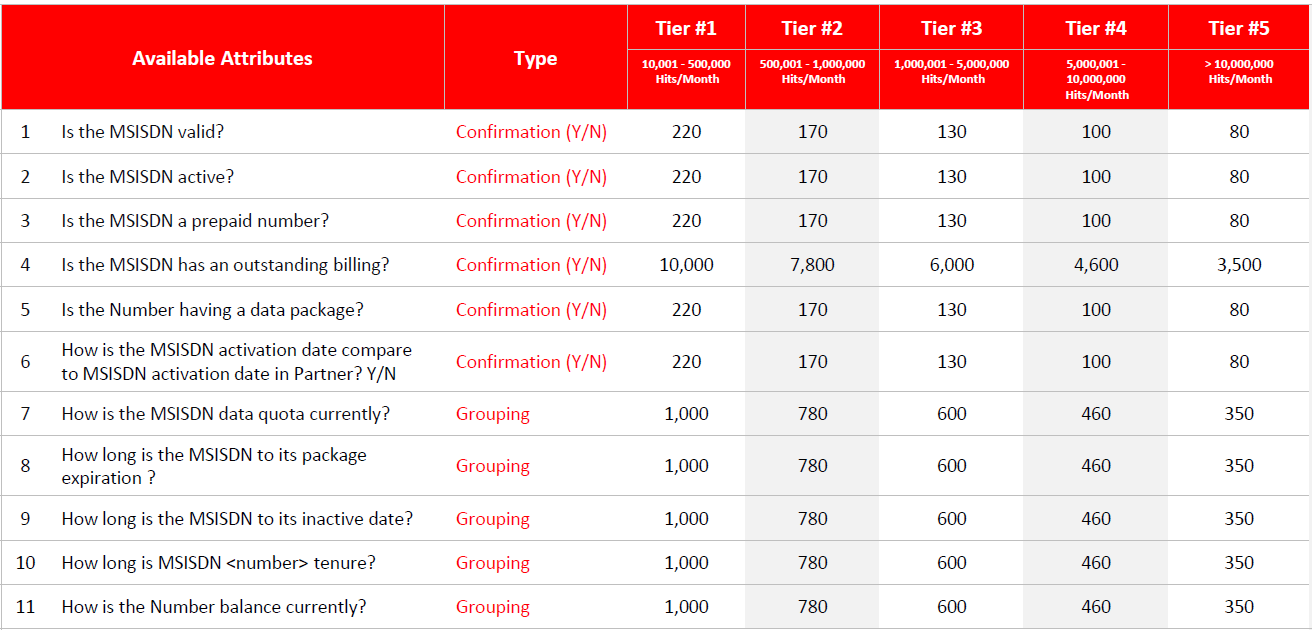 Available Attributes Type Tier #1 Tier #2 Tier #3 Tier #4 Tier #5
10,001 - 500,000 Hits/Month 500,001 - 1,000,000 Hits/Month 1,000,001 - 5,000,000 Hits/Month 5,000,001 - 10,000,000 Hits/Month > 10,000,000 Hits/Month
1 Is the MSISDN valid? Confirmation (Y/N) 220 170 130 100 80
2 Is the MSISDN active? Confirmation (Y/N) 220 170 130 100 80
3 Is the MSISDN a prepaid number? Confirmation (Y/N) 220 170 130 100 80
4 Is the MSISDN has an outstanding billing? Confirmation (Y/N) 10,000 7,800 6,000 4,600 3,500
5 Is the Number having a data package? Confirmation (Y/N) 220 170 130 100 80
6 How is the MSISDN activation date compare
to MSISDN activation date in Partner? Y/N Confirmation (Y/N) 220 170 130 100 80
7 How is the MSISDN data quota currently? Grouping 1,000 780 600 460 350
8 How long is the MSISDN to its package
expiration ? Grouping 1,000 780 600 460 350
9 How long is the MSISDN to its inactive date? Grouping 1,000 780 600 460 350
10 How long is MSISDN <number> tenure? Grouping 1,000 780 600 460 350
11 How is the Number balance currently? Grouping 1,000 780 600 460 350